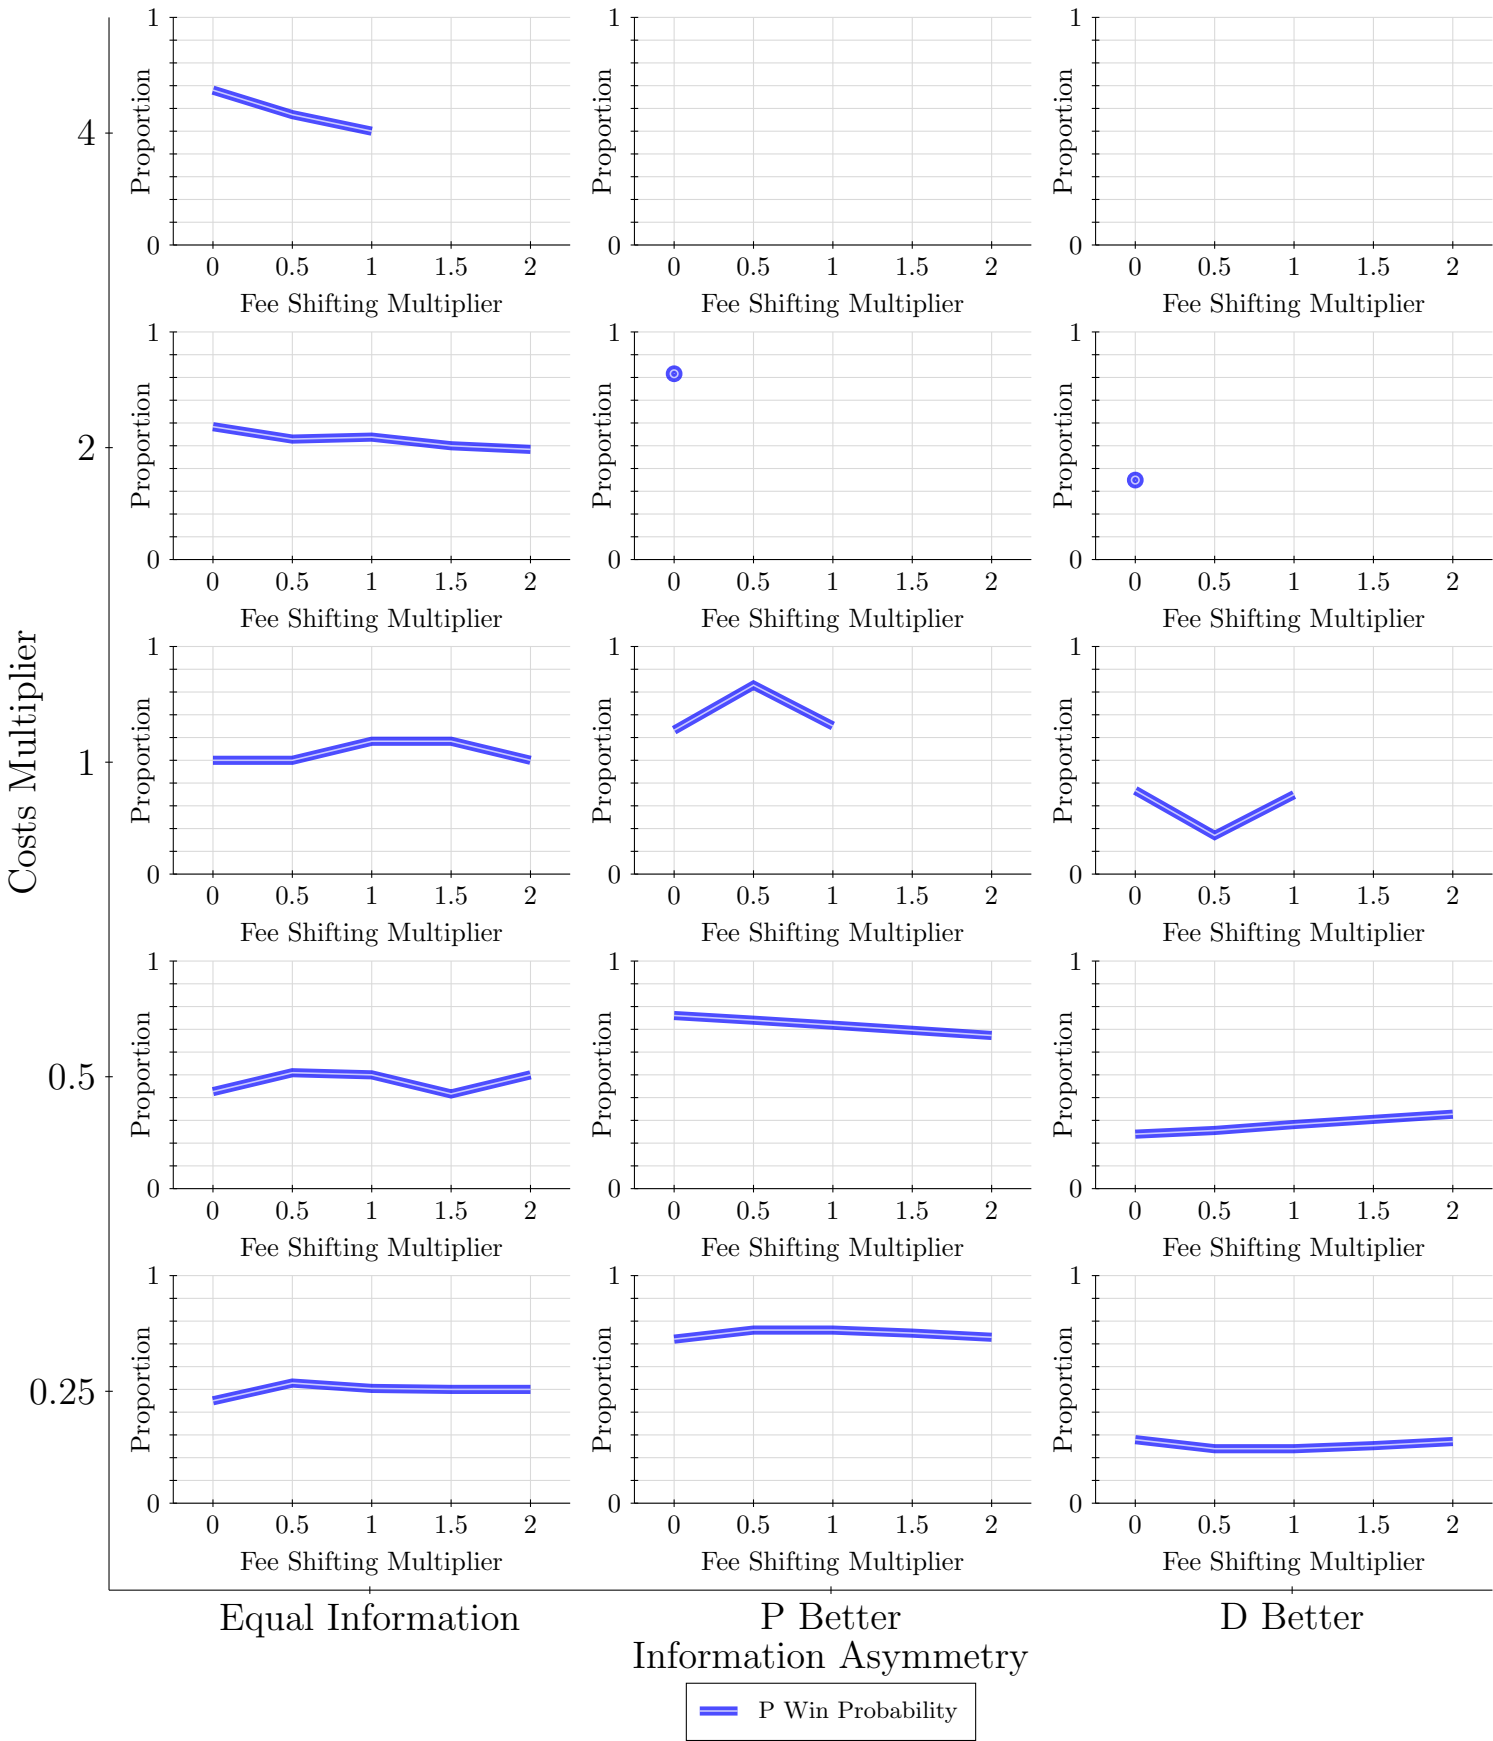 Costs Multiplier
4
1
Proportion
0
0 0.5 1 1.5 2
Fee Shifting Multiplier
1
Proportion
0
0 0.5 1 1.5 2
Fee Shifting Multiplier
1
Proportion
0
0 0.5 1 1.5 2
Fee Shifting Multiplier
2
1
Proportion
0
0 0.5 1 1.5 2
Fee Shifting Multiplier
1
Proportion
0
0 0.5 1 1.5 2
Fee Shifting Multiplier
1
Proportion
0
0 0.5 1 1.5 2
Fee Shifting Multiplier
1
1
Proportion
0
0 0.5 1 1.5 2
Fee Shifting Multiplier
1
Proportion
0
0 0.5 1 1.5 2
Fee Shifting Multiplier
1
Proportion
0
0 0.5 1 1.5 2
Fee Shifting Multiplier
0.5
1
Proportion
0
0 0.5 1 1.5 2
Fee Shifting Multiplier
1
Proportion
0
0 0.5 1 1.5 2
Fee Shifting Multiplier
1
Proportion
0
0 0.5 1 1.5 2
Fee Shifting Multiplier
0.25
1
Proportion
0
0 0.5 1 1.5 2
Fee Shifting Multiplier
1
Proportion
0
0 0.5 1 1.5 2
Fee Shifting Multiplier
1
Proportion
0
0 0.5 1 1.5 2
Fee Shifting Multiplier
Equal Information
P Better
D Better
Information Asymmetry
P Win Probability